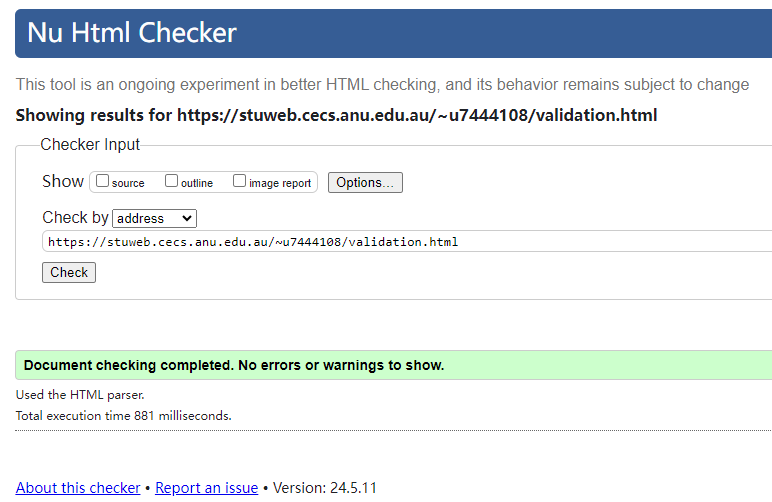 Nu Html Checker
This tool is an ongoing experiment in better HTML checking, and its behavior remains subject to change
Showing results for https://stuweb.cecs.anu.edu.au/~u7444108/validation.html
Checker Input
Show source outline image report Options...
Check by address
https://stuweb.cecs.anu.edu.au/~u7444108/validation.html
Check
Document checking completed. No errors or warnings to show.
Used the HTML parser.
Total execution time 881 milliseconds.
About this checker • Report an issue • Version: 24.5.11